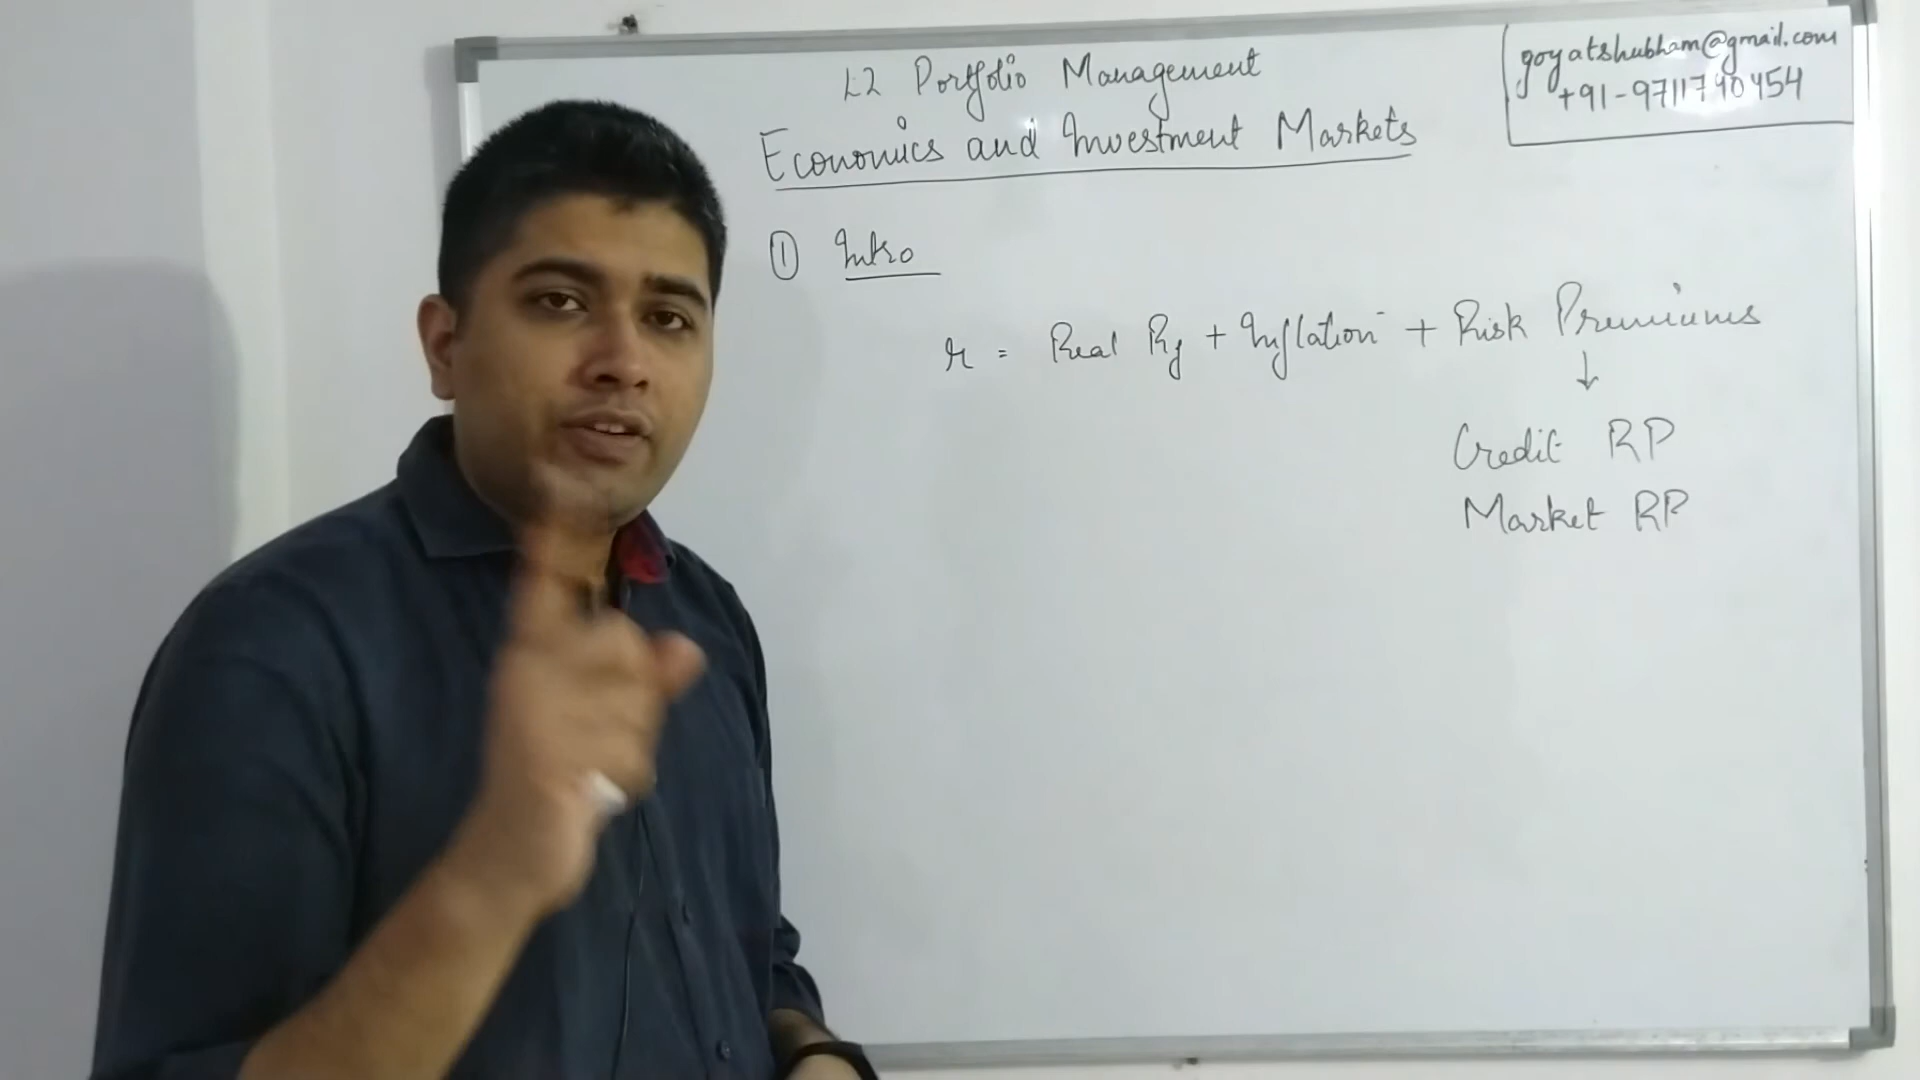 L2 Portfolio Management
Economics and Investment Markets
goyatshubham@gmail.com
+91-9711790454
① Intro
r = Real Rf + Inflation + Risk Premiums
↓
Credit RP
Market RP